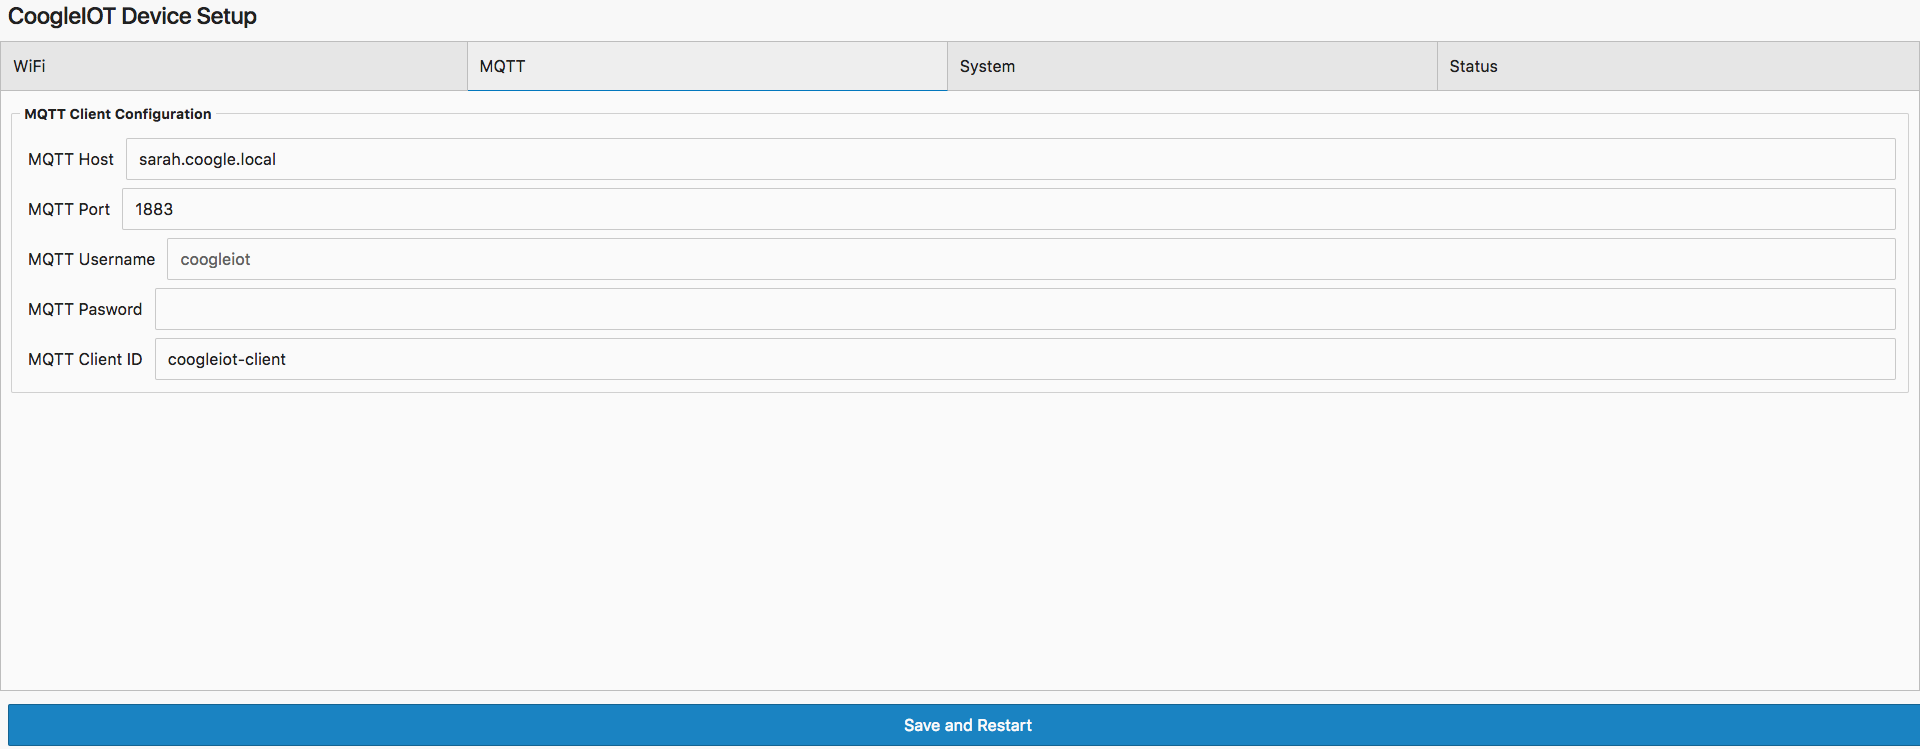 CoogleIOT Device Setup
WiFi MQTT System Status
MQTT Client Configuration
MQTT Host sarah.coogle.local
MQTT Port 1883
MQTT Username coogleiot
MQTT Pasword
MQTT Client ID coogleiot-client
Save and Restart